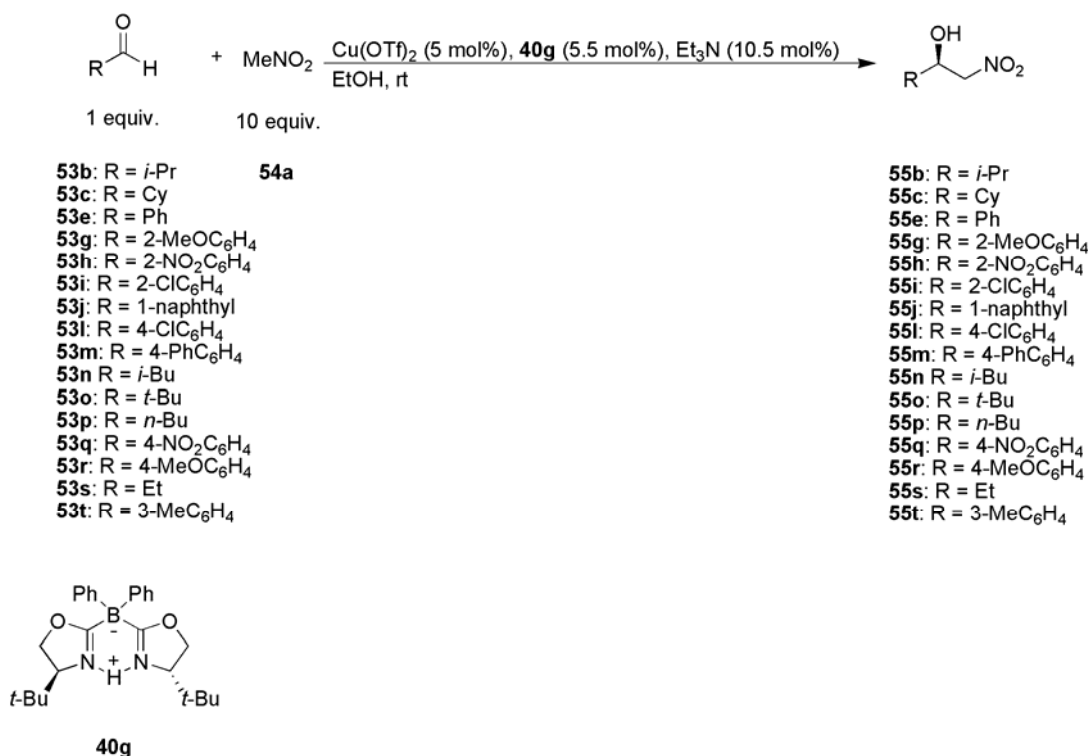 O
R
H
+
MeNO2
Cu(OTf)2 (5 mol%), 40g (5.5 mol%), Et3N (10.5 mol%)
EtOH, rt
OH
R
NO2
1 equiv.
10 equiv.
54a
53b: R = i-Pr
53c: R = Cy
53e: R = Ph
53g: R = 2-MeOC6H4
53h: R = 2-NO2C6H4
53i: R = 2-ClC6H4
53j: R = 1-naphthyl
53l: R = 4-ClC6H4
53m: R = 4-PhC6H4
53n R = i-Bu
53o: R = t-Bu
53p: R = n-Bu
53q: R = 4-NO2C6H4
53r: R = 4-MeOC6H4
53s: R = Et
53t: R = 3-MeC6H4
55b: R = i-Pr
55c: R = Cy
55e: R = Ph
55g: R = 2-MeOC6H4
55h: R = 2-NO2C6H4
55i: R = 2-ClC6H4
55j: R = 1-naphthyl
55l: R = 4-ClC6H4
55m: R = 4-PhC6H4
55n R = i-Bu
55o: R = t-Bu
55p: R = n-Bu
55q: R = 4-NO2C6H4
55r: R = 4-MeOC6H4
55s: R = Et
55t: R = 3-MeC6H4
Ph Ph
O B O
-
N + N
H
t-Bu t-Bu
40g